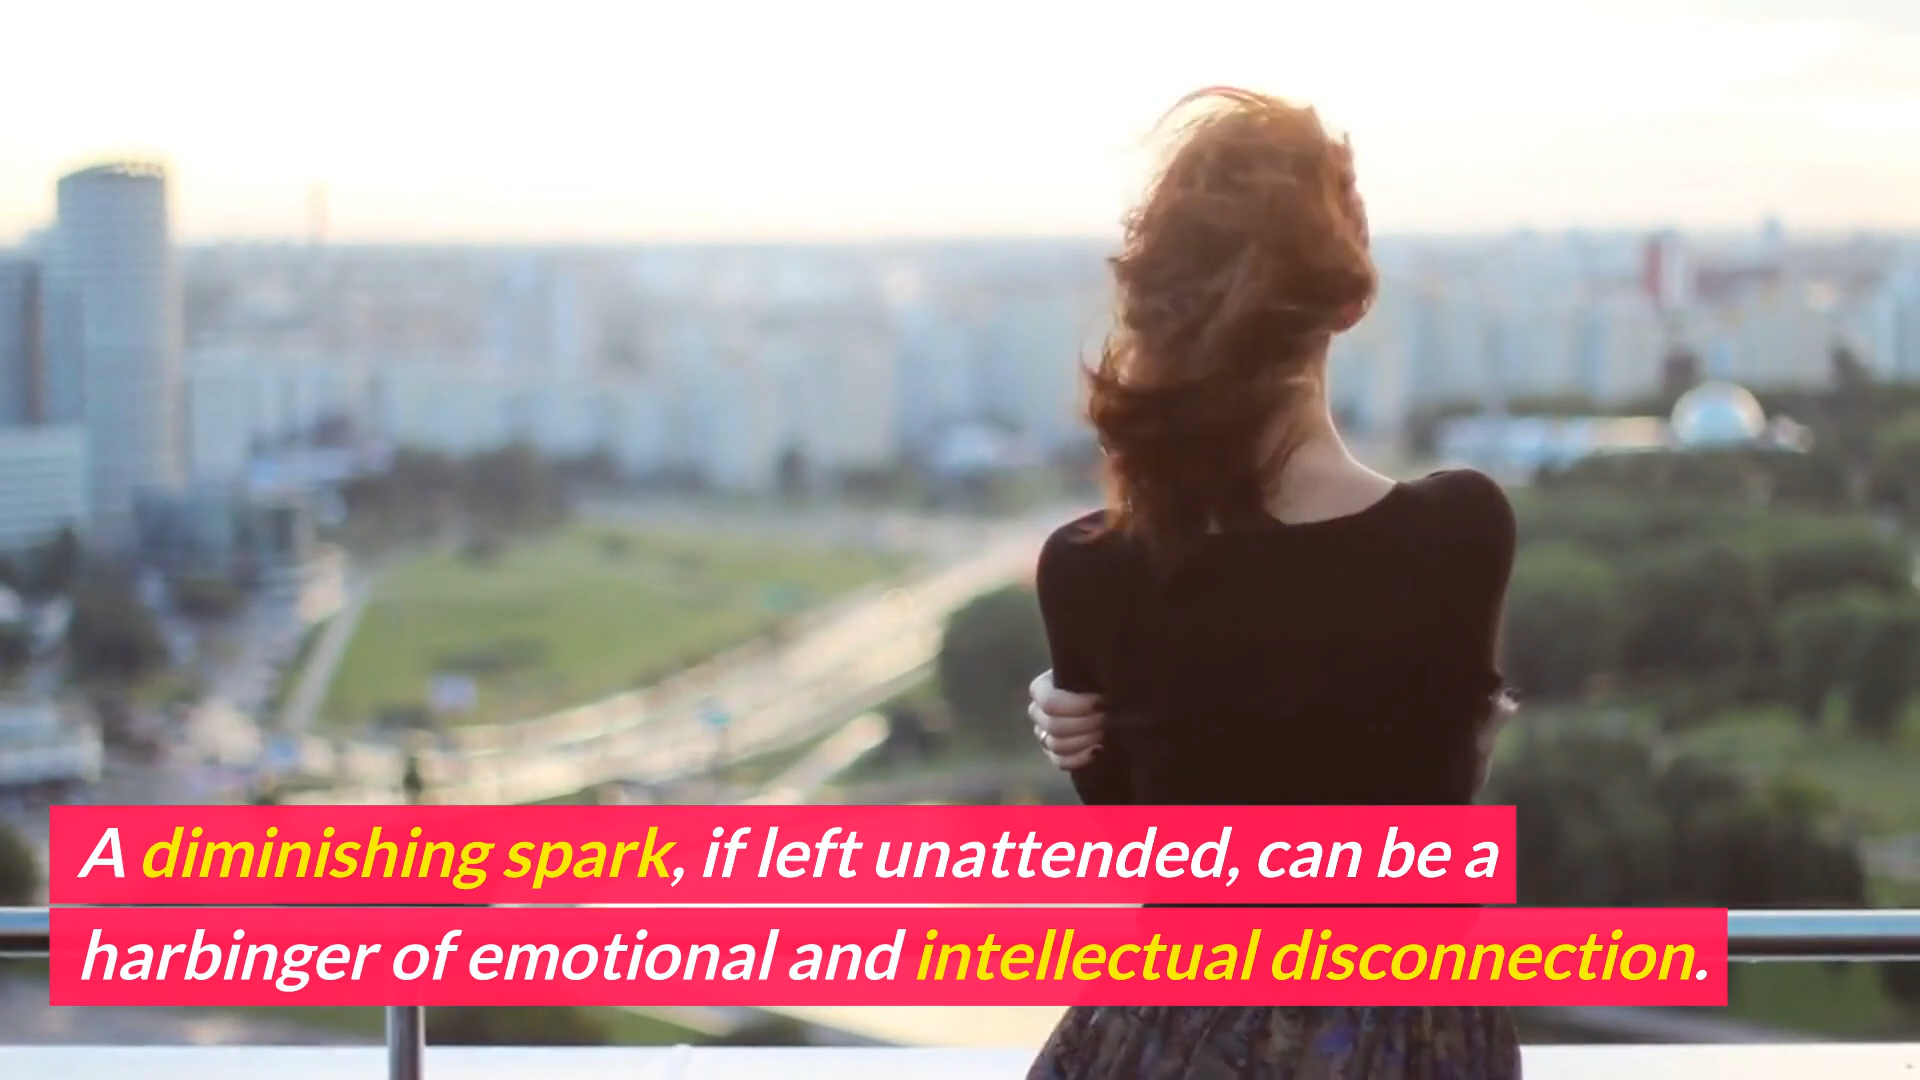 A diminishing spark, if left unattended, can be a
harbinger of emotional and intellectual disconnection.